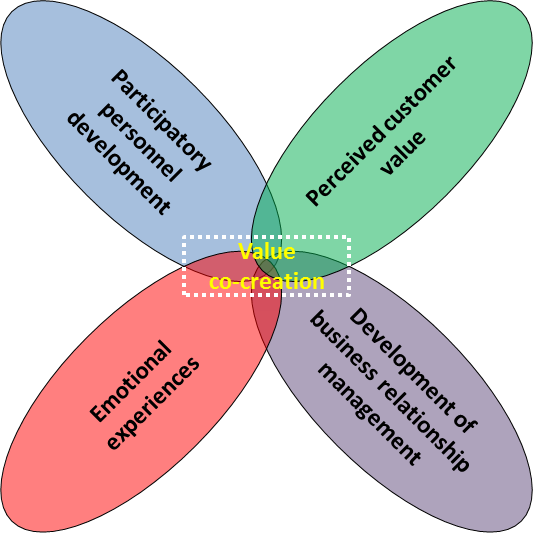 Participatory
personnel
development
Perceived customer
value
Value
co-creation
Emotional
experiences
Development of
business relationship
management